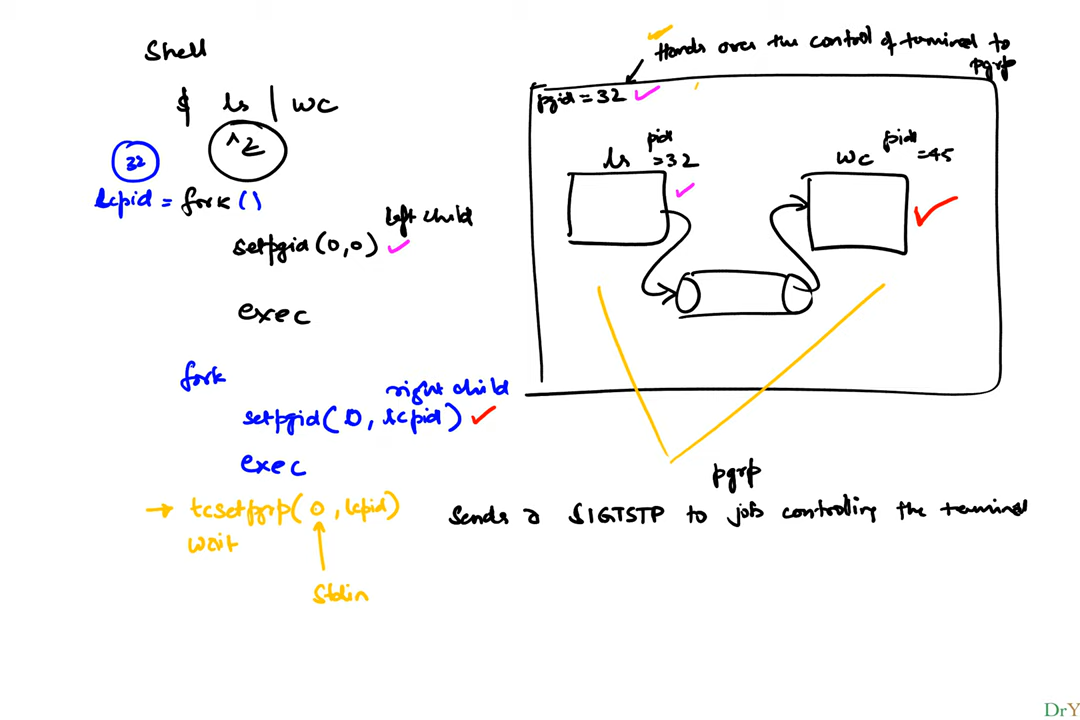 Shell
$ ls | wc
^Z
32
lcpid = fork()
left child
setpgid(0,0)
exec
fork
right child
setpgid(0, lcpid)
exec
→ tcsetpgrp(0, lcpid)
wait
stdin
Hands over the control of terminal to
pgrp
pgid = 32
ls pid
=32
wc pid
=45
pgrp
Sends a SIGTSTP to job controlling the terminal
DrY